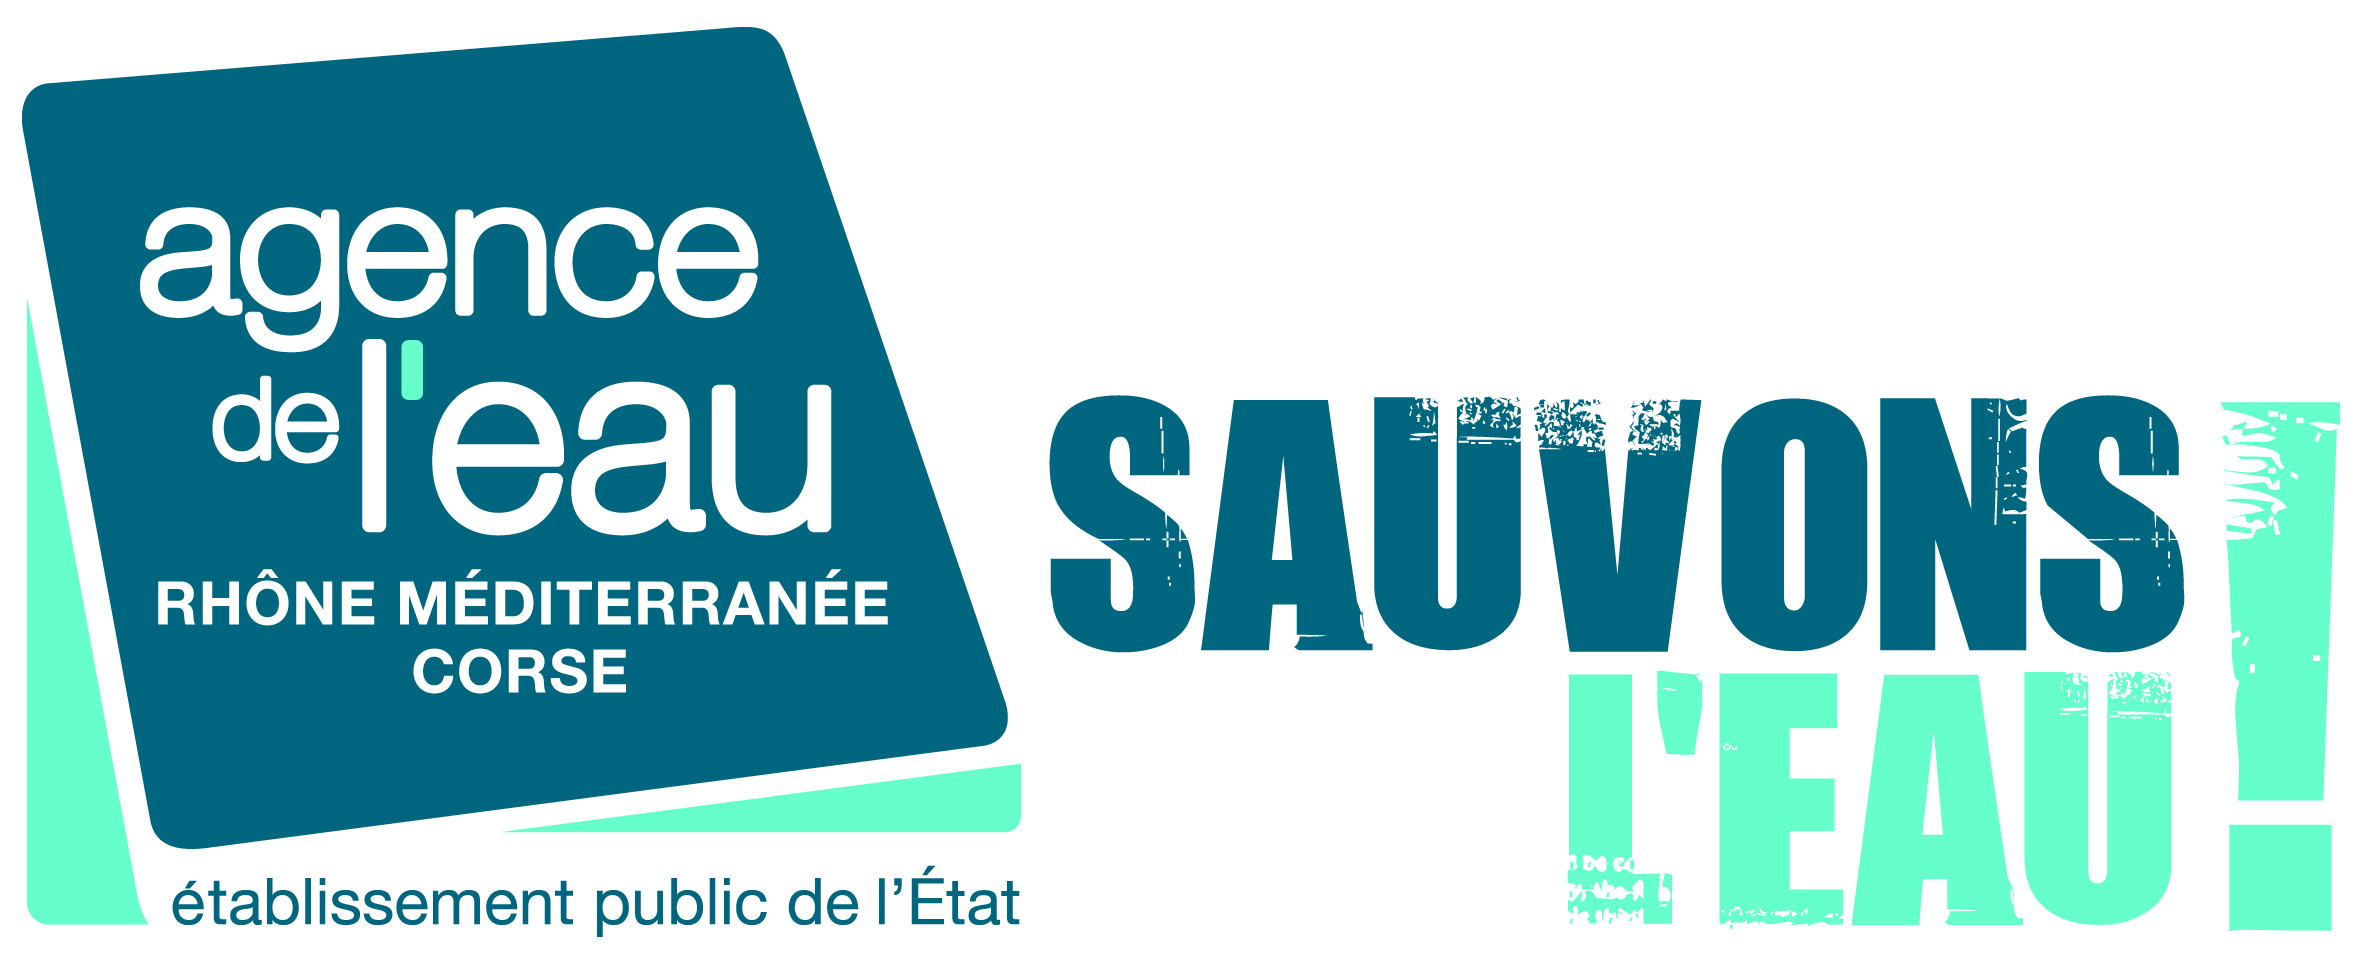 agence
de l'eau
RHÔNE MÉDITERRANÉE
CORSE
établissement public de l’État
SAUVONS
L'EAU !